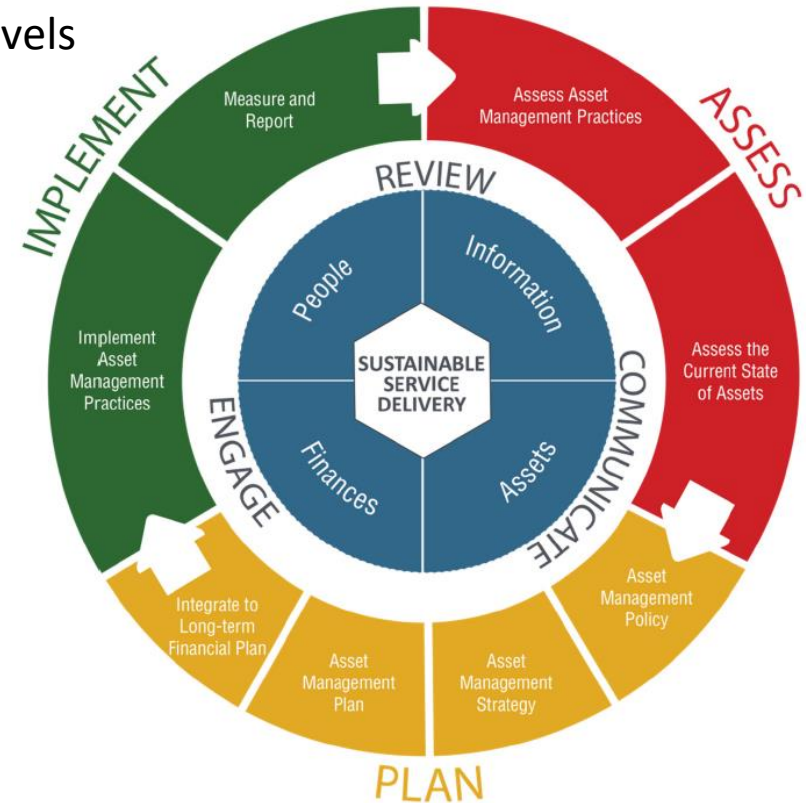 vels
IMPLEMENT
Measure and
Report
Assess Asset
Management Practices
ASSESS
REVIEW
People
Information
Implement
Asset
Management
Practices
SUSTAINABLE
SERVICE
DELIVERY
Assess the
Current State
of Assets
ENGAGE
COMMUNICATE
Finances
Assets
Integrate to
Long-term
Financial Plan
Asset
Management
Plan
Asset
Management
Strategy
Asset
Management
Policy
PLAN